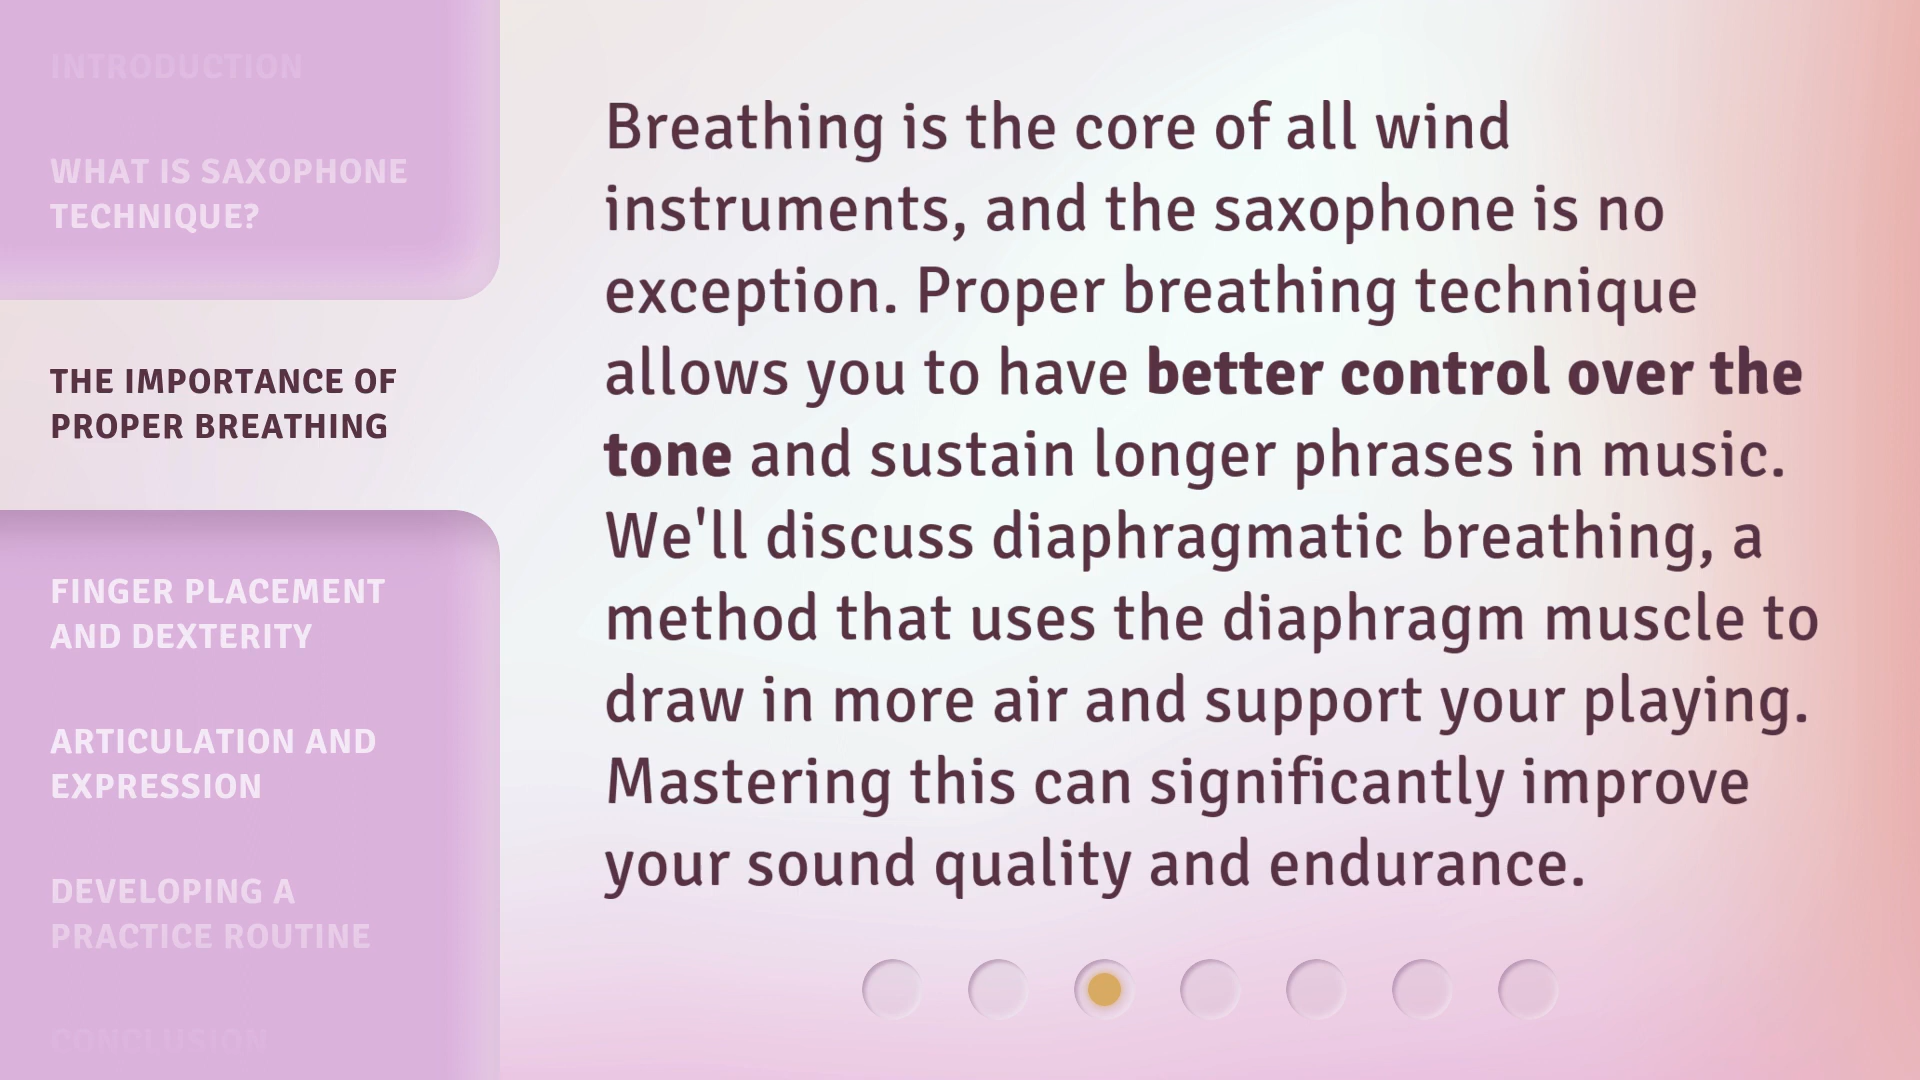 INTRODUCTION
WHAT IS SAXOPHONE
TECHNIQUE?
THE IMPORTANCE OF
PROPER BREATHING
FINGER PLACEMENT
AND DEXTERITY
ARTICULATION AND
EXPRESSION
DEVELOPING A
PRACTICE ROUTINE
CONCLUSION
Breathing is the core of all wind
instruments, and the saxophone is no
exception. Proper breathing technique
allows you to have better control over the
tone and sustain longer phrases in music.
We'll discuss diaphragmatic breathing, a
method that uses the diaphragm muscle to
draw in more air and support your playing.
Mastering this can significantly improve
your sound quality and endurance.